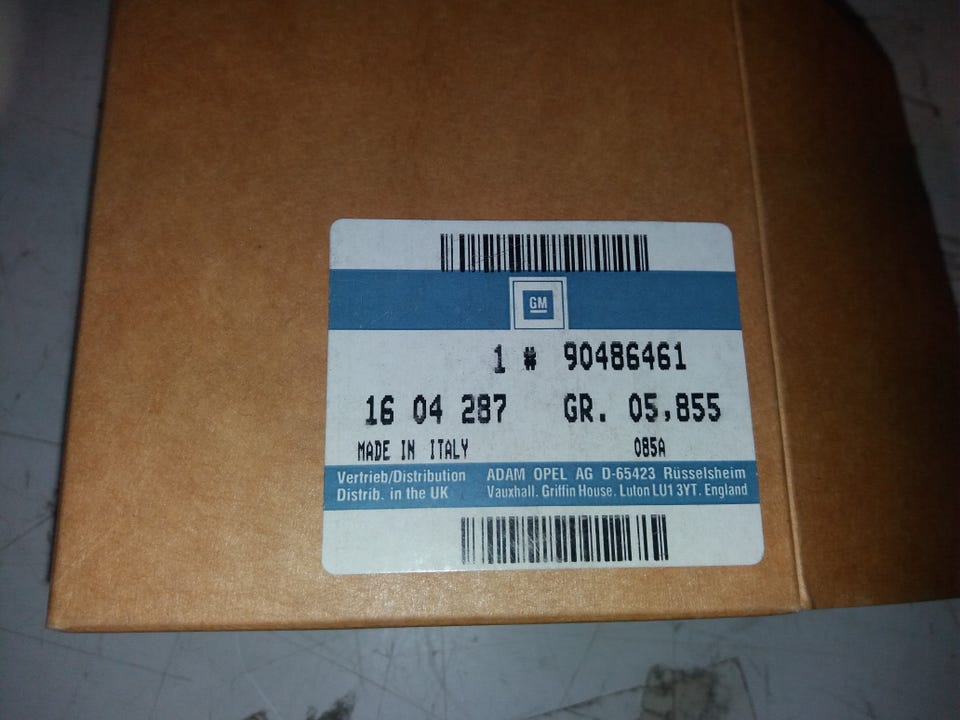 GM
1 # 90486461
16 04 287 GR. 05,855
MADE IN ITALY 085A
Vertrieb/Distribution ADAM OPEL AG D-65423 Rüsselsheim
Distrib. in the UK Vauxhall. Griffin House. Luton LU1 3YT. England